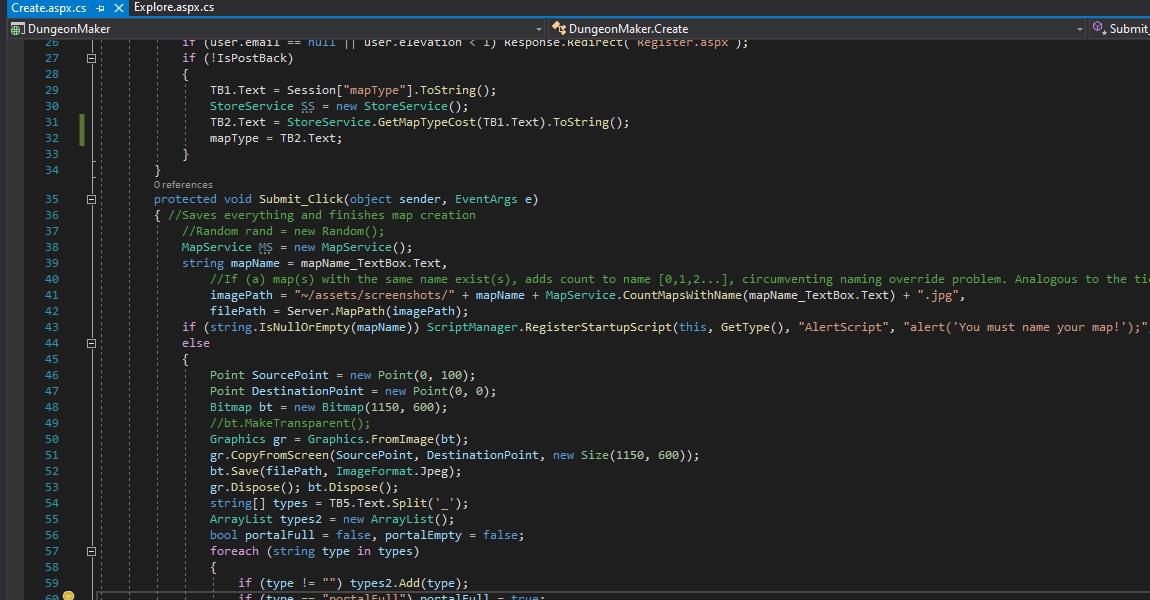 Create.aspx.cs Explore.aspx.cs
DungeonMaker DungeonMaker.Create Submit_
26 if (user.email == null || user.elevation < 1) Response.Redirect("Register.aspx");
27 if (!IsPostBack)
28 {
29 TB1.Text = Session["mapType"].ToString();
30 StoreService SS = new StoreService();
31 TB2.Text = StoreService.GetMapTypeCost(TB1.Text).ToString();
32 mapType = TB2.Text;
33 }
34 }
0 references
35 protected void Submit_Click(object sender, EventArgs e)
36 { //Saves everything and finishes map creation
37 //Random rand = new Random();
38 MapService MS = new MapService();
39 string mapName = mapName_TextBox.Text,
40 //If (a) map(s) with the same name exist(s), adds count to name [0,1,2...], circumventing naming override problem. Analogous to the ti
41 imagePath = "~/assets/screenshots/" + mapName + MapService.CountMapsWithName(mapName_TextBox.Text) + ".jpg",
42 filePath = Server.MapPath(imagePath);
43 if (string.IsNullOrEmpty(mapName)) ScriptManager.RegisterStartupScript(this, GetType(), "AlertScript", "alert('You must name your map!');"
44 else
45 {
46 Point SourcePoint = new Point(0, 100);
47 Point DestinationPoint = new Point(0, 0);
48 Bitmap bt = new Bitmap(1150, 600);
49 //bt.MakeTransparent();
50 Graphics gr = Graphics.FromImage(bt);
51 gr.CopyFromScreen(SourcePoint, DestinationPoint, new Size(1150, 600));
52 bt.Save(filePath, ImageFormat.Jpeg);
53 gr.Dispose(); bt.Dispose();
54 string[] types = TB5.Text.Split('_');
55 ArrayList types2 = new ArrayList();
56 bool portalFull = false, portalEmpty = false;
57 foreach (string type in types)
58 {
59 if (type != "") types2.Add(type);
60 if (type == "portalFull") portalFull = true;